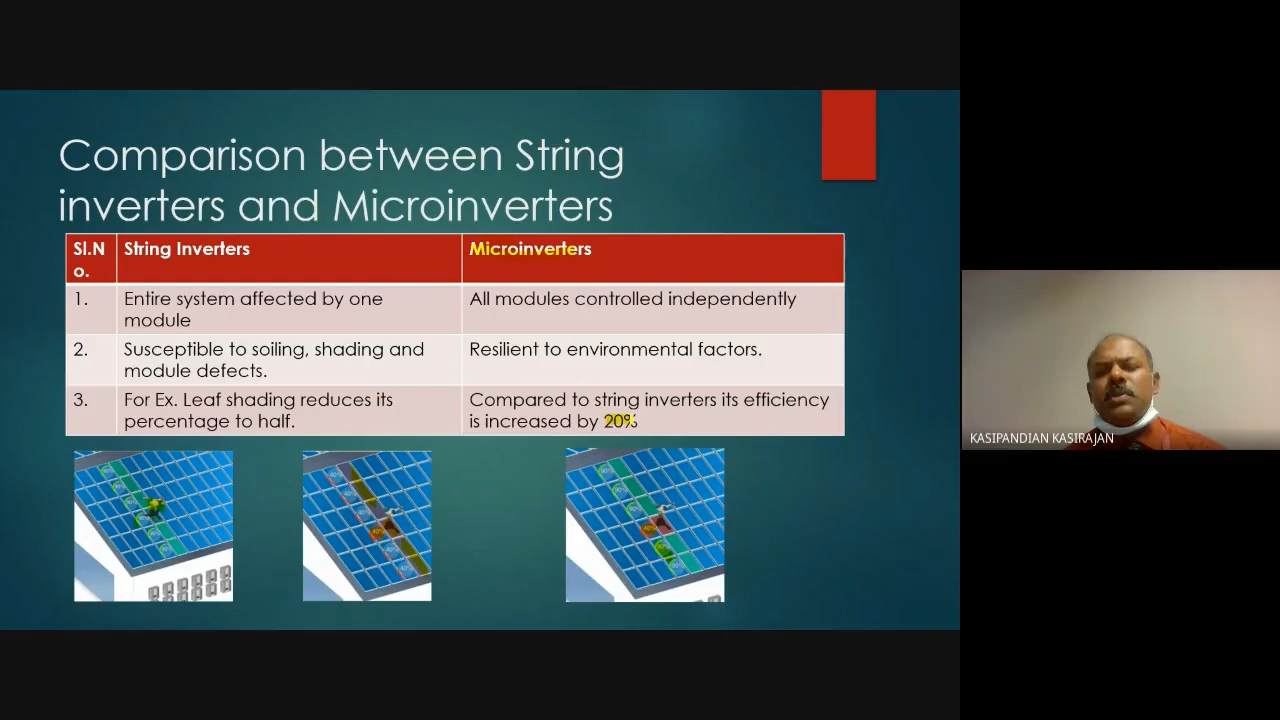 Comparison between String
inverters and Microinverters
Sl.N
o.
String Inverters
Microinverters
1.
Entire system affected by one
module
All modules controlled independently
2.
Susceptible to soiling, shading and
module defects.
Resilient to environmental factors.
3.
For Ex. Leaf shading reduces its
percentage to half.
Compared to string inverters its efficiency
is increased by 20%
KASIPANDIAN KASIRAJAN